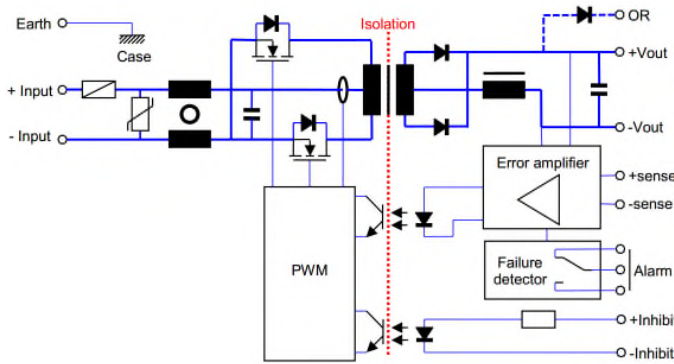 Isolation
Earth
OR
Case
+Vout
+ Input
- Input
-Vout
Error amplifier
+sense
-sense
PWM
Failure
detector
Alarm
+Inhibit
-Inhibit